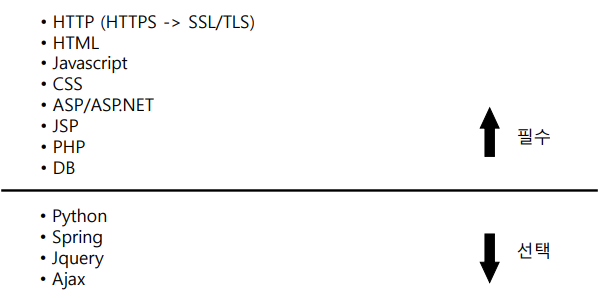 • HTTP (HTTPS -> SSL/TLS)
• HTML
• Javascript
• CSS
• ASP/ASP.NET
• JSP
• PHP
• DB
필수
• Python
• Spring
• Jquery
• Ajax
선택